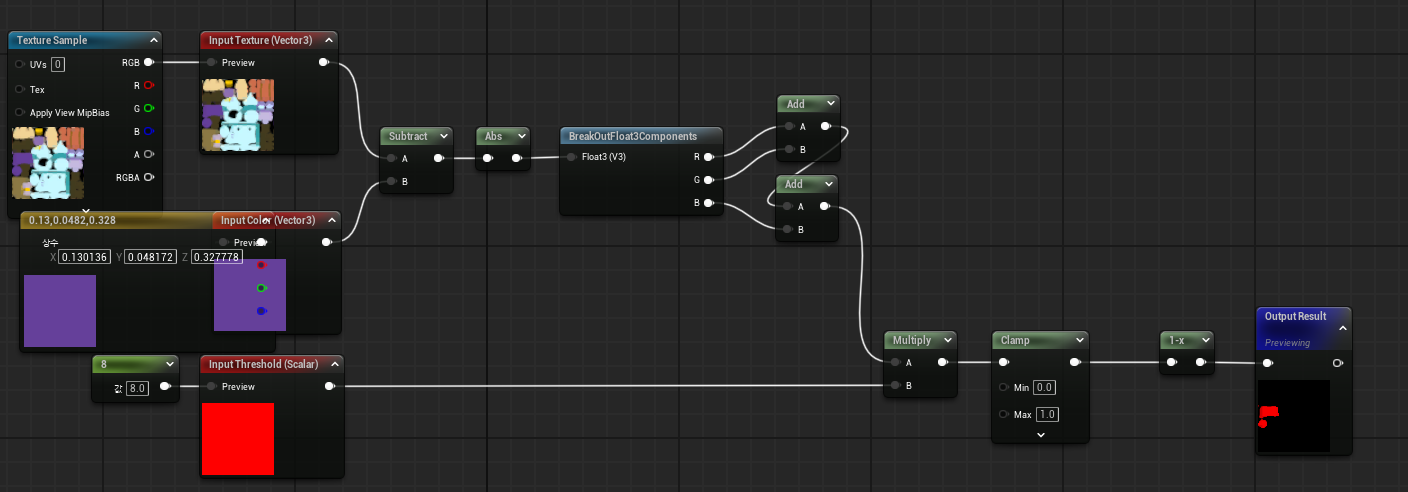 Texture Sample
UVs 0
RGB
R
Tex
G
Apply View MipBias
B
A
RGBA
Input Texture (Vector3)
Preview
0.13,0.0482,0.328
상수
X 0.130136 Y 0.048172 Z 0.327778
Input Color (Vector3)
Preview
8
값 8.0
Input Threshold (Scalar)
Preview
Subtract
A
B
Abs
BreakOutFloat3Components
Float3 (V3)
R
G
B
Add
A
B
Add
A
B
Multiply
A
B
Clamp
Min 0.0
Max 1.0
1-x
Output Result
Previewing